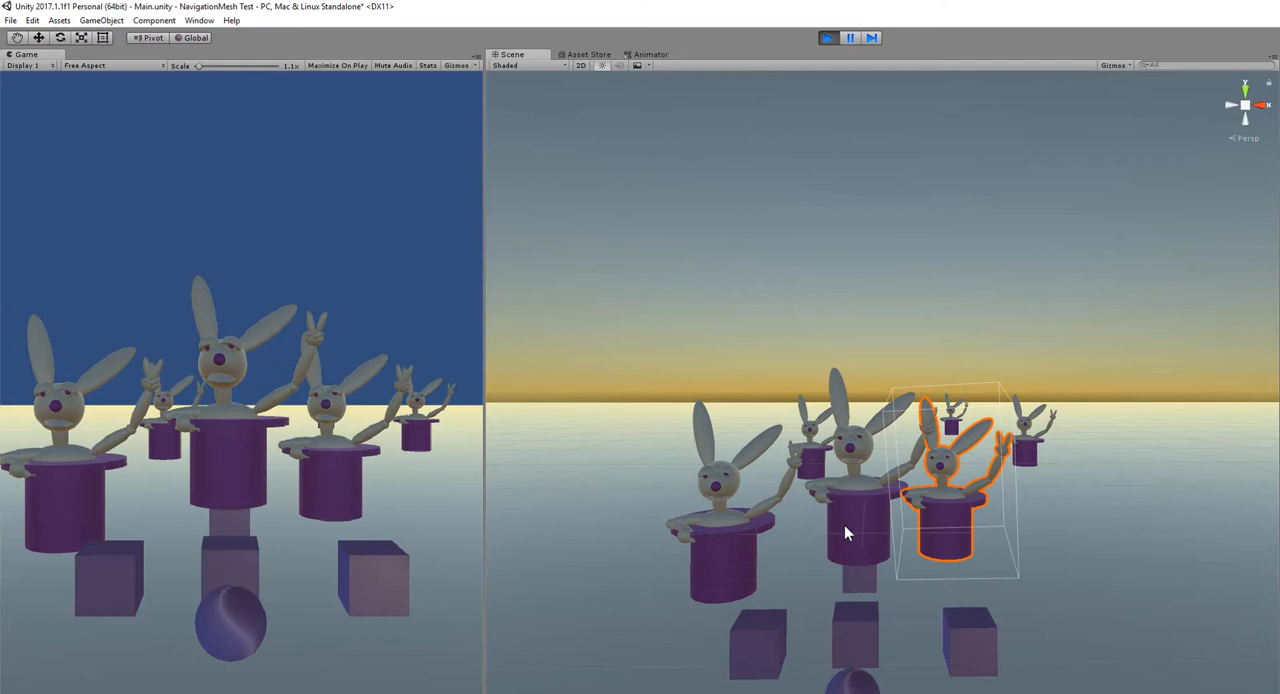 Unity 2017.1.1f1 Personal (64bit) - Main.unity - NavigationMesh Test - PC, Mac & Linux Standalone* <DX11>
File Edit Assets GameObject Component Window Help
Pivot Global
Game
Display 1 Free Aspect Scale 1.1x Maximize On Play Mute Audio Stats Gizmos
Scene Asset Store Animator
Shaded 2D Gizmos All
y
x
Persp